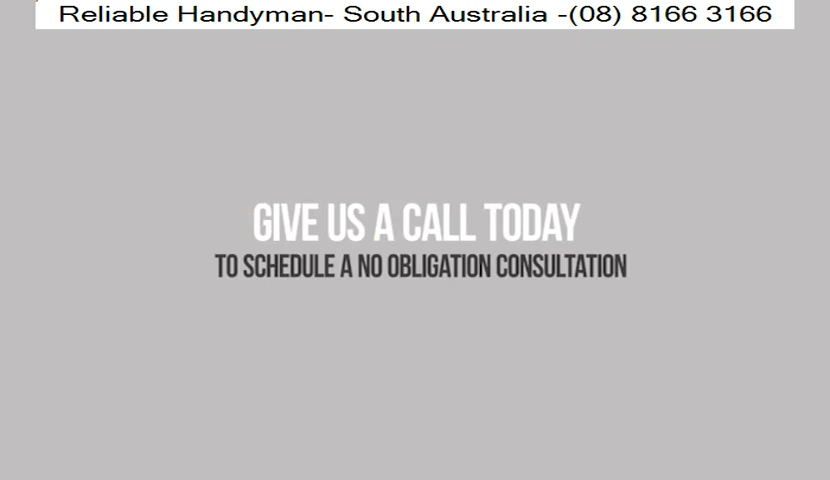 Reliable Handyman- South Australia -(08) 8166 3166
GIVE US A CALL TODAY
TO SCHEDULE A NO OBLIGATION CONSULTATION